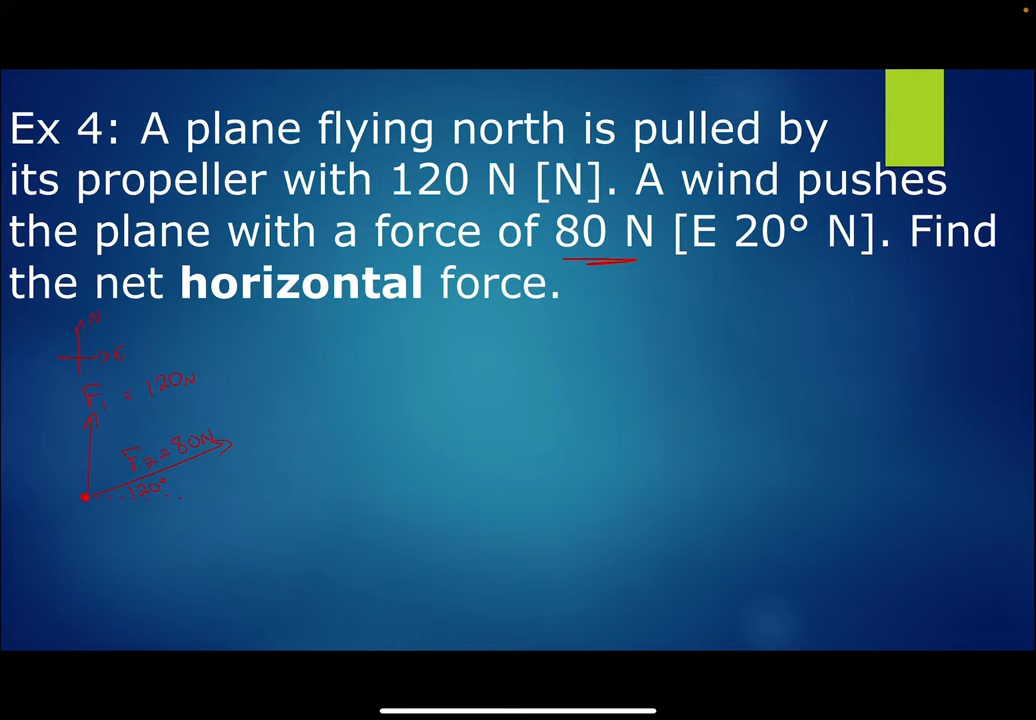 Ex 4: A plane flying north is pulled by
its propeller with 120 N [N]. A wind pushes
the plane with a force of 80 N [E 20° N]. Find
the net horizontal force.
N
E
F₁ = 120N
F₂ = 80N
20°